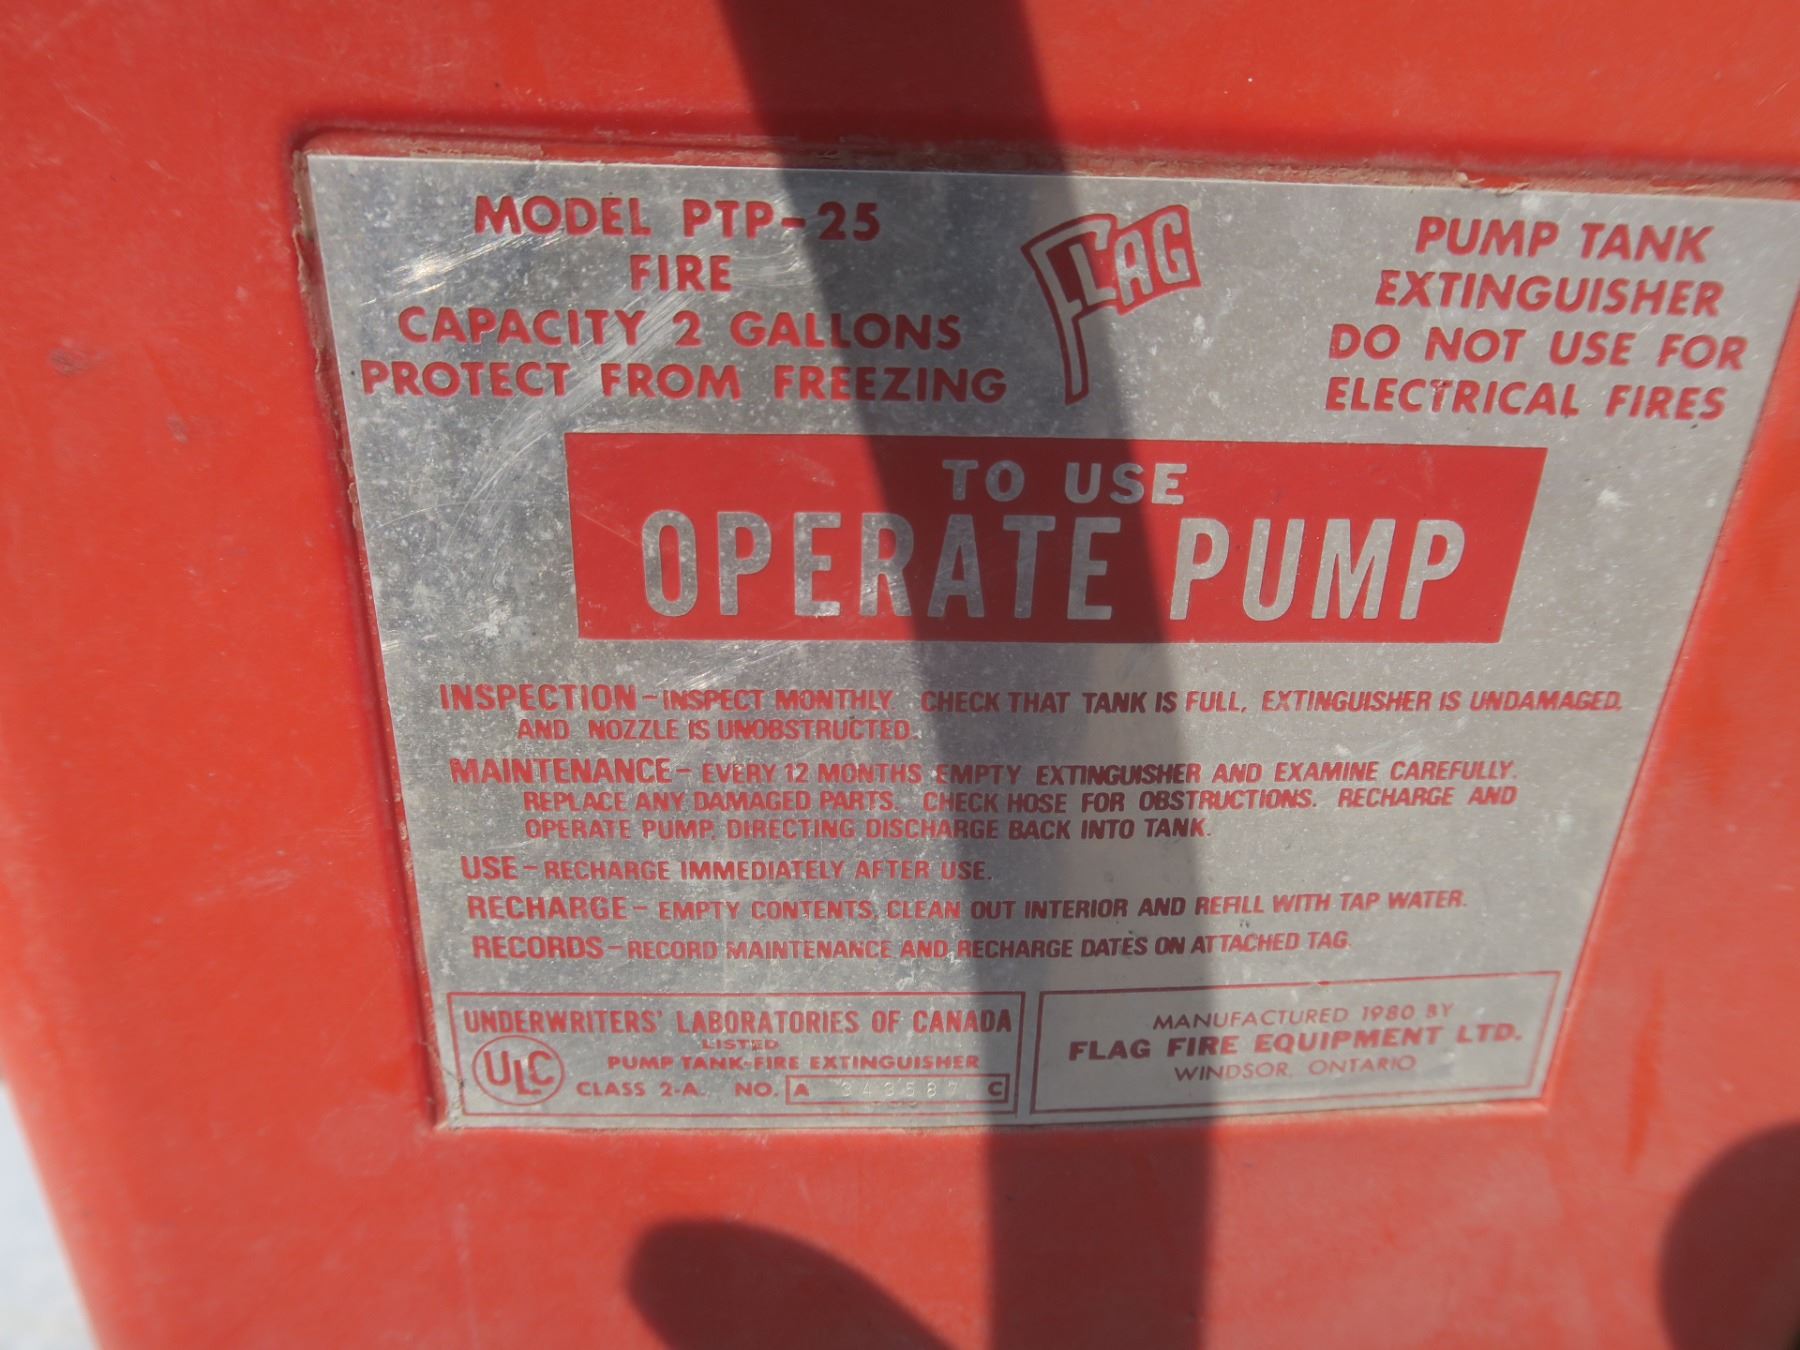 MODEL PTP-25
FIRE
CAPACITY 2 GALLONS
PROTECT FROM FREEZING
FLAG
PUMP TANK
EXTINGUISHER
DO NOT USE FOR
ELECTRICAL FIRES
TO USE
OPERATE PUMP
INSPECTION - INSPECT MONTHLY. CHECK THAT TANK IS FULL, EXTINGUISHER IS UNDAMAGED.
AND NOZZLE IS UNOBSTRUCTED.
MAINTENANCE - EVERY 12 MONTHS EMPTY EXTINGUISHER AND EXAMINE CAREFULLY.
REPLACE ANY DAMAGED PARTS. CHECK HOSE FOR OBSTRUCTIONS. RECHARGE AND
OPERATE PUMP, DIRECTING DISCHARGE BACK INTO TANK.
USE - RECHARGE IMMEDIATELY AFTER USE.
RECHARGE - EMPTY CONTENTS, CLEAN OUT INTERIOR AND REFILL WITH TAP WATER.
RECORDS - RECORD MAINTENANCE AND RECHARGE DATES ON ATTACHED TAG.
UNDERWRITERS' LABORATORIES OF CANADA
LISTED
ULC
PUMP TANK-FIRE EXTINGUISHER
CLASS 2-A. NO. A 343587 C
MANUFACTURED 1980 BY
FLAG FIRE EQUIPMENT LTD.
WINDSOR, ONTARIO